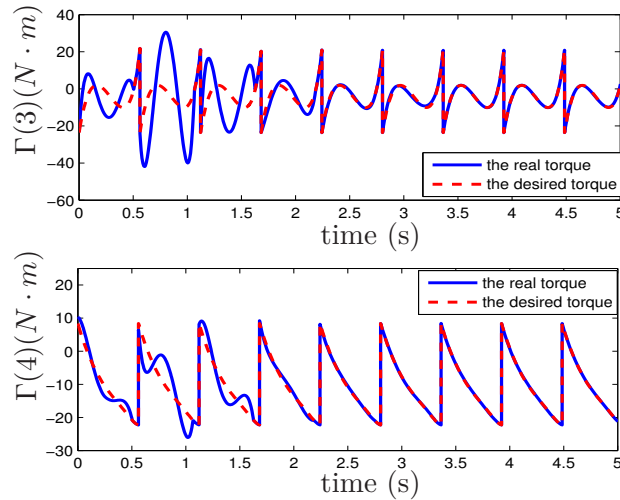 Γ(3)(N · m)
40
20
0
−20
−40
−60
the real torque
the desired torque
0 0.5 1 1.5 2 2.5 3 3.5 4 4.5 5
time (s)
Γ(4)(N · m)
20
10
0
−10
−20
−30
the real torque
the desired torque
0 0.5 1 1.5 2 2.5 3 3.5 4 4.5 5
time (s)